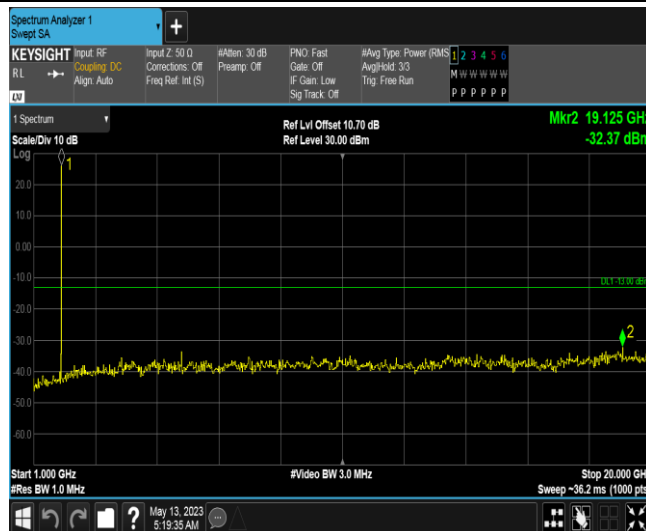 Spectrum Analyzer 1
Swept SA
+
KEYSIGHT
RL
LXI
Input: RF
Coupling: DC
Align: Auto
Input Z: 50 Ω
Corrections: Off
Freq Ref: Int (S)
#Atten: 30 dB
Preamp: Off
PNO: Fast
Gate: Off
IF Gain: Low
Sig Track: Off
#Avg Type: Power (RMS
Avg|Hold: 3/3
Trig: Free Run
1 2 3 4 5 6
M W W W W W
P P P P P P
1 Spectrum
Scale/Div 10 dB
Ref Lvl Offset 10.70 dB
Ref Level 30.00 dBm
Mkr2 19.125 GHz
-32.37 dBm
Log
1
20.0
10.0
0.00
-10.0
DL1 -13.00 dBm
-20.0
-30.0
2
-40.0
-50.0
-60.0
Start 1.000 GHz
#Video BW 3.0 MHz
Stop 20.000 GHz
#Res BW 1.0 MHz
Sweep ~36.2 ms (1000 pts)
?
May 13, 2023
5:19:35 AM